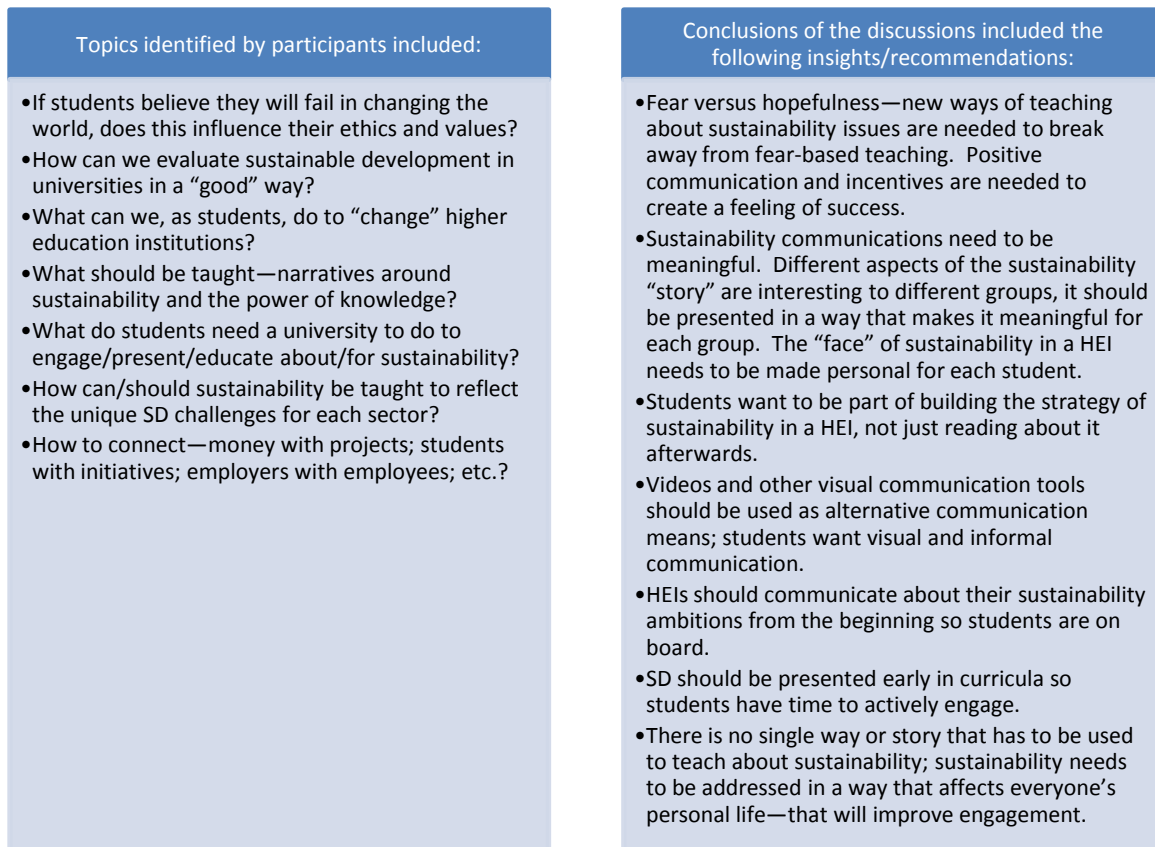 Topics identified by participants included:
•If students believe they will fail in changing the
world, does this influence their ethics and values?
•How can we evaluate sustainable development in
universities in a “good” way?
•What can we, as students, do to “change” higher
education institutions?
•What should be taught—narratives around
sustainability and the power of knowledge?
•What do students need a university to do to
engage/present/educate about/for sustainability?
•How can/should sustainability be taught to reflect
the unique SD challenges for each sector?
•How to connect—money with projects; students
with initiatives; employers with employees; etc.?
Conclusions of the discussions included the
following insights/recommendations:
•Fear versus hopefulness—new ways of teaching
about sustainability issues are needed to break
away from fear-based teaching.  Positive
communication and incentives are needed to
create a feeling of success.
•Sustainability communications need to be
meaningful.  Different aspects of the sustainability
“story” are interesting to different groups, it should
be presented in a way that makes it meaningful for
each group.  The “face” of sustainability in a HEI
needs to be made personal for each student.
•Students want to be part of building the strategy of
sustainability in a HEI, not just reading about it
afterwards.
•Videos and other visual communication tools
should be used as alternative communication
means; students want visual and informal
communication.
•HEIs should communicate about their sustainability
ambitions from the beginning so students are on
board.
•SD should be presented early in curricula so
students have time to actively engage.
•There is no single way or story that has to be used
to teach about sustainability; sustainability needs
to be addressed in a way that affects everyone’s
personal life—that will improve engagement.